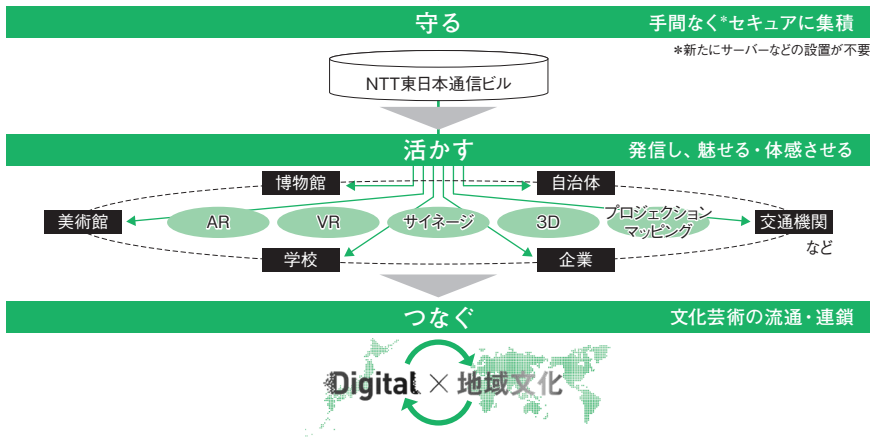 守る
手間なく*セキュアに集積
*新たにサーバーなどの設置が不要
NTT東日本通信ビル
活かす
発信し、魅せる・体感させる
博物館
自治体
美術館
AR
VR
サイネージ
3D
プロジェクション
マッピング
交通機関
など
学校
企業
つなぐ
文化芸術の流通・連鎖
Digital × 地域文化